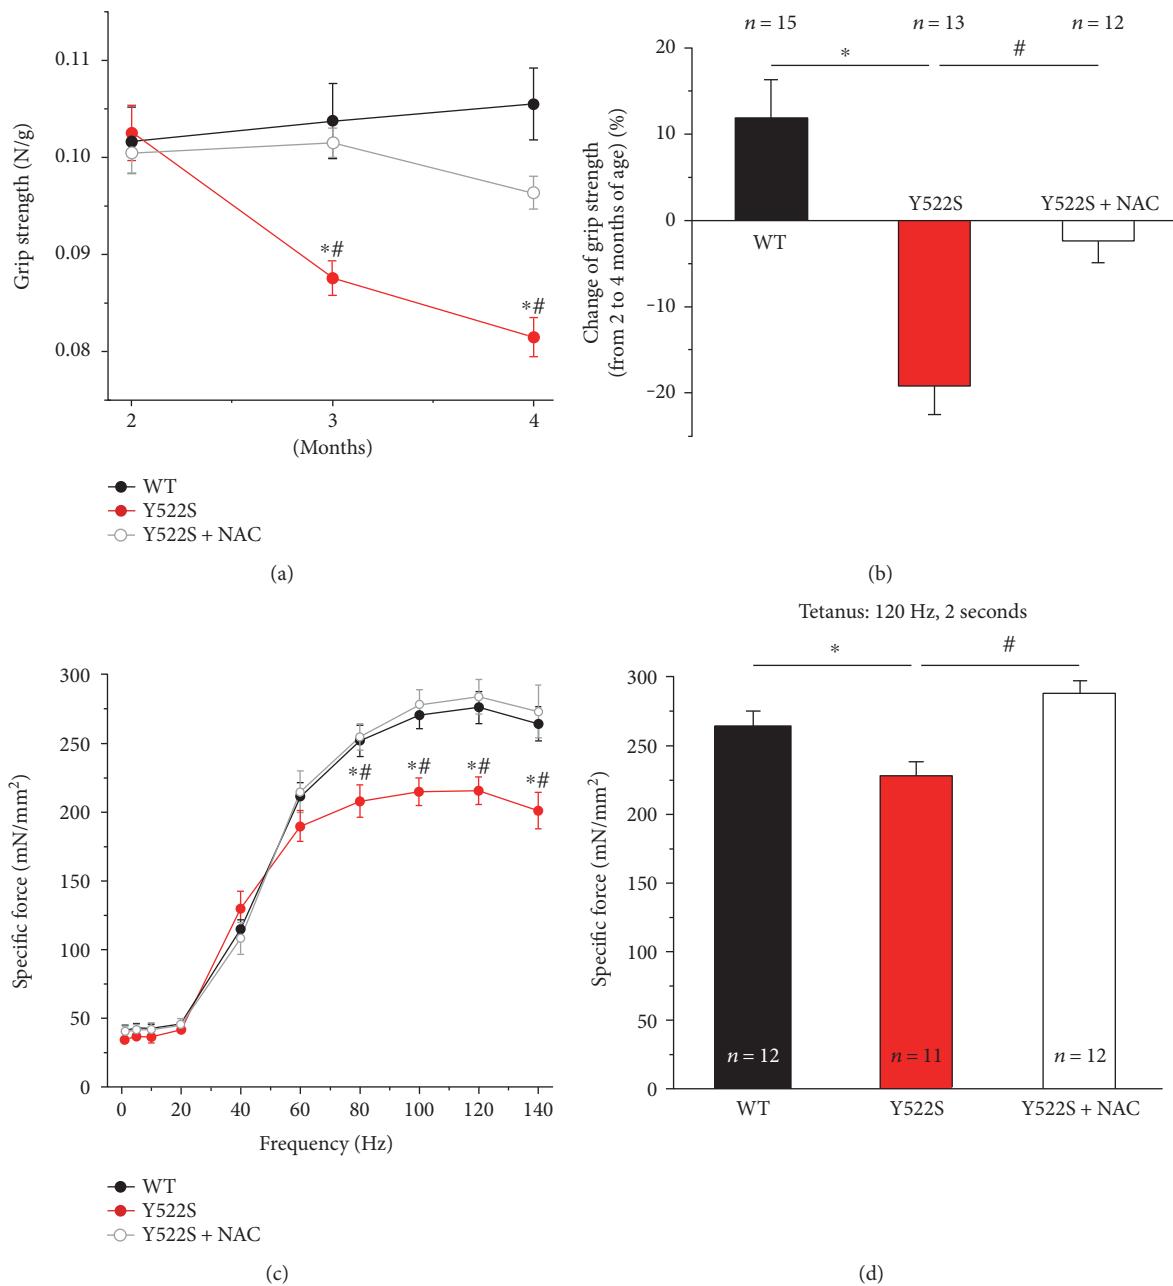 0.11
0.10
0.09
0.08
Grip strength (N/g)
*#
*#
2
3
4
(Months)
WT
Y522S
Y522S + NAC
(a)
n = 15
n = 13
n = 12
*
#
20
10
0
−10
−20
Change of grip strength
(from 2 to 4 months of age) (%)
WT
Y522S
Y522S + NAC
(b)
300
250
200
150
100
50
0
Specific force (mN/mm²)
*#
*#
*#
*#
0
20
40
60
80
100
120
140
Frequency (Hz)
WT
Y522S
Y522S + NAC
(c)
Tetanus: 120 Hz, 2 seconds
*
#
300
250
200
150
100
50
0
Specific force (mN/mm²)
n = 12
n = 11
n = 12
WT
Y522S
Y522S + NAC
(d)